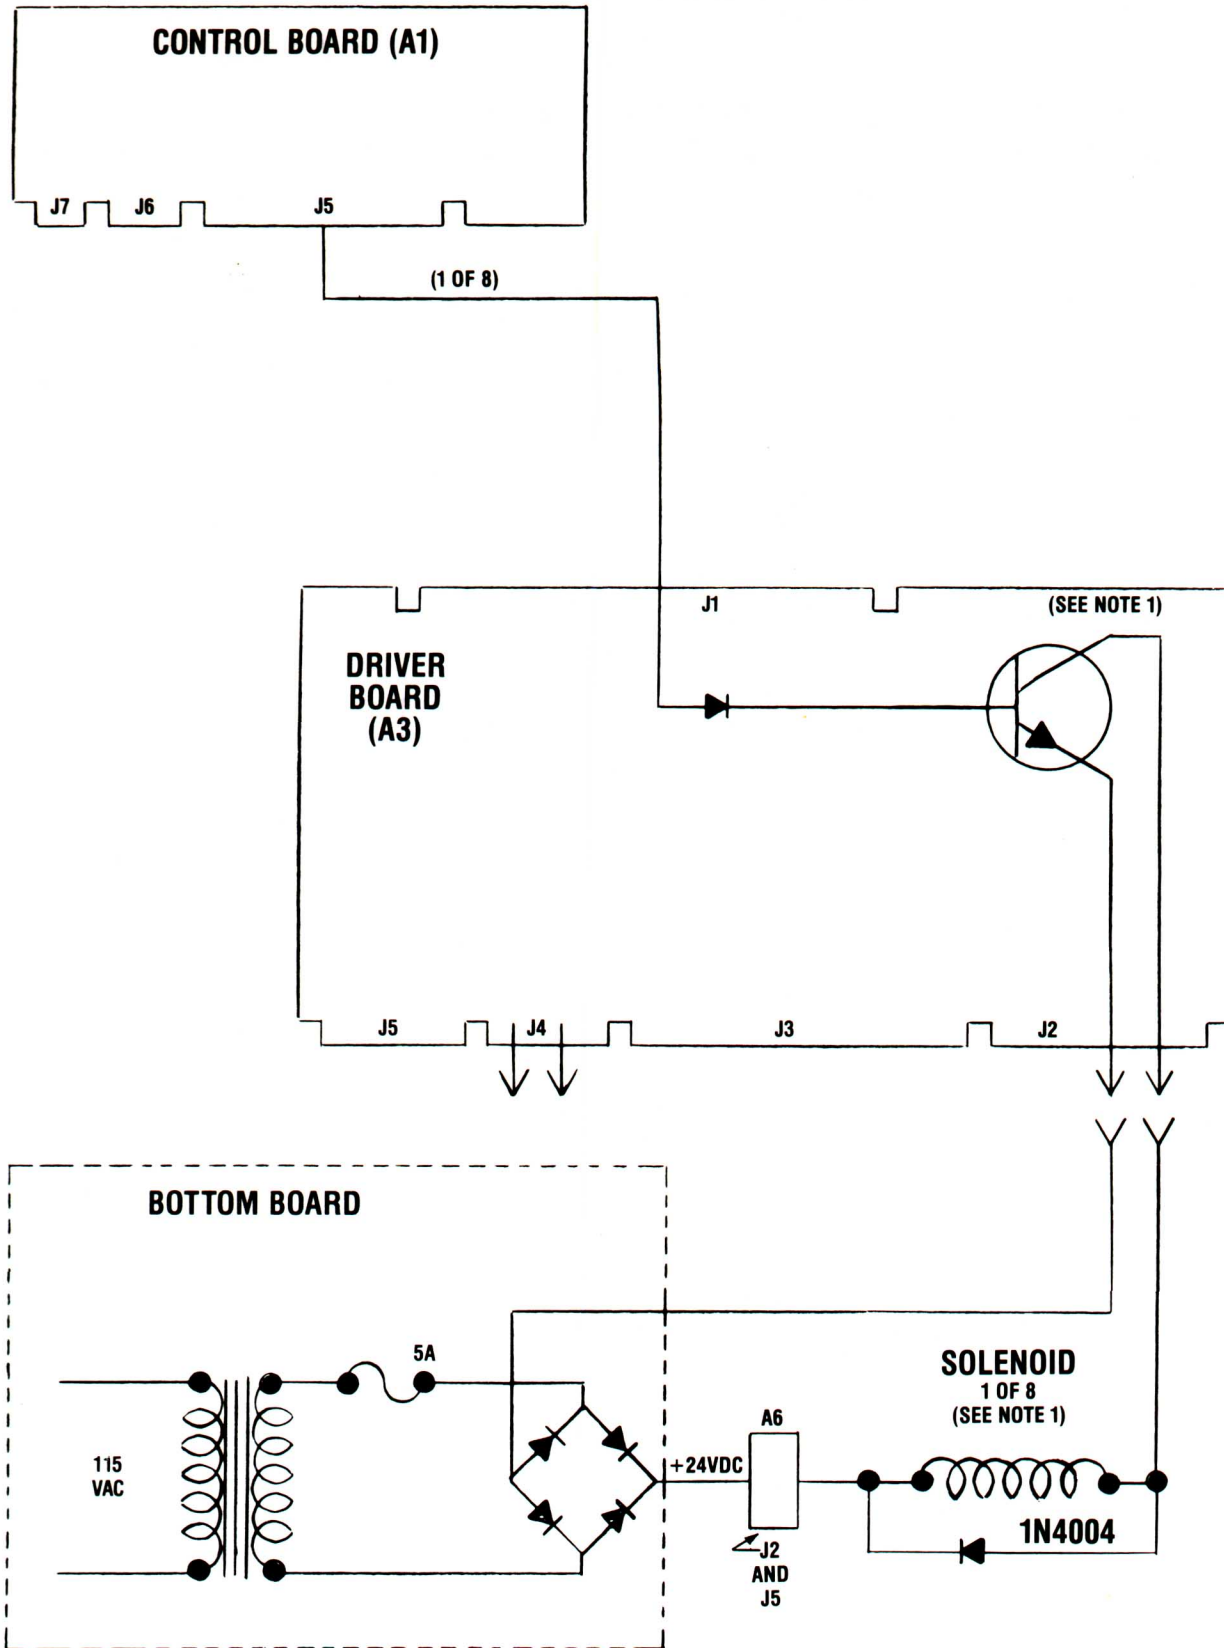 CONTROL BOARD (A1)
J7 J6 J5
(1 OF 8)
J1
(SEE NOTE 1)
DRIVER
BOARD
(A3)
J5 J4 J3 J2
BOTTOM BOARD
5A
115
VAC
+24VDC
A6
J2
AND
J5
SOLENOID
1 OF 8
(SEE NOTE 1)
1N4004